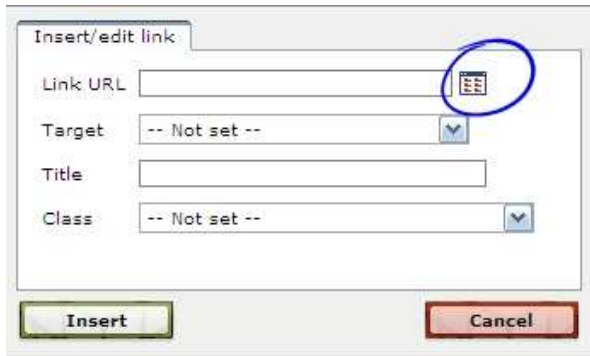 Insert/edit link
Link URL
Target -- Not set --
Title
Class -- Not set --
Insert Cancel